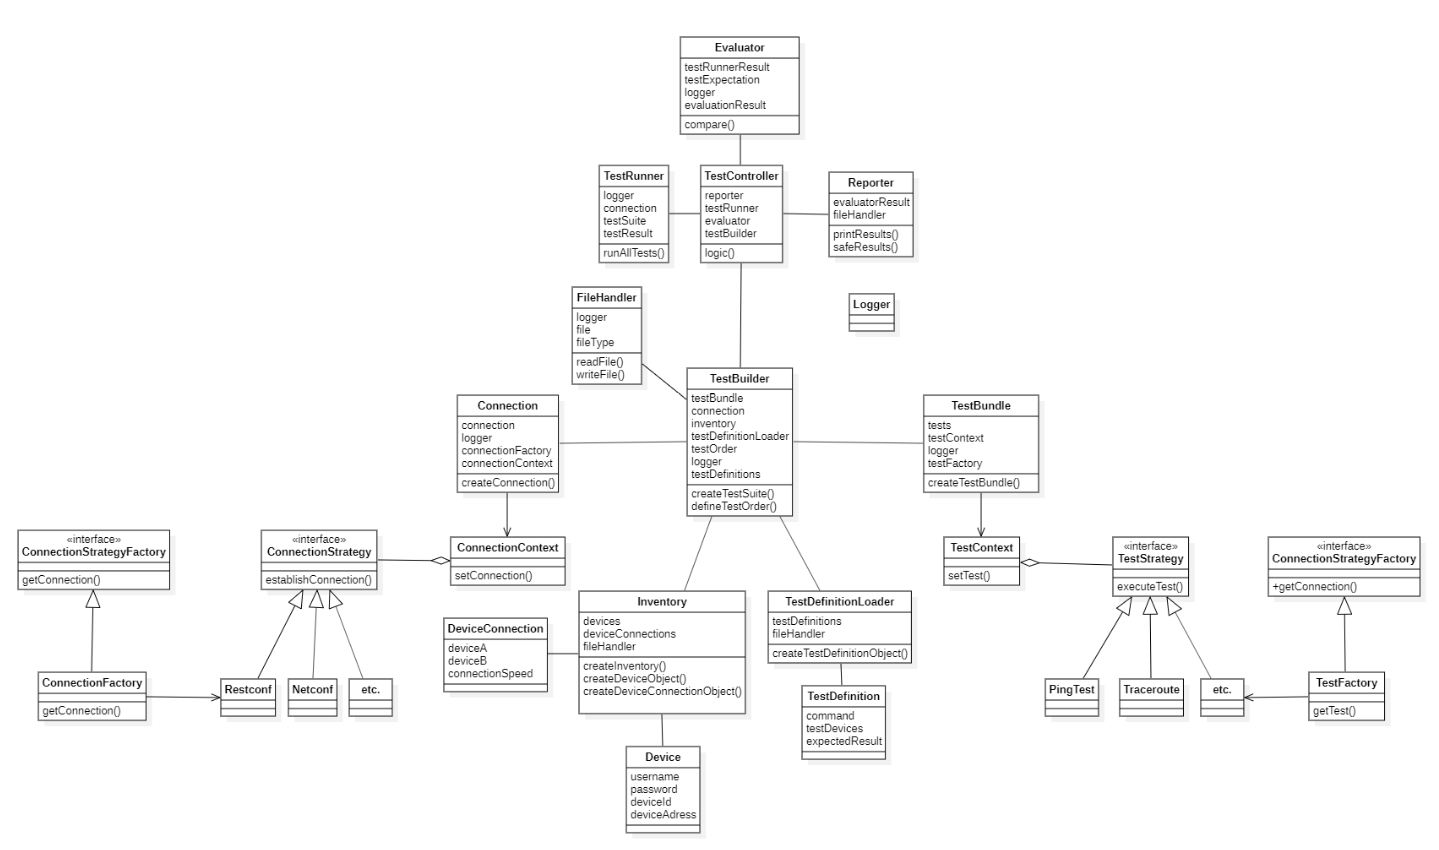 Evaluator
testRunnerResult
testExpectation
logger
evaluationResult
compare()
TestRunner
logger
connection
testSuite
testResult
runAllTests()
TestController
reporter
testRunner
evaluator
testBuilder
logic()
Reporter
evaluatorResult
fileHandler
printResults()
safeResults()
FileHandler
logger
file
fileType
readFile()
writeFile()
Logger
TestBuilder
testBundle
connection
inventory
testDefinitionLoader
testOrder
logger
testDefinitions
createTestSuite()
defineTestOrder()
Connection
connection
logger
connectionFactory
connectionContext
createConnection()
TestBundle
tests
testContext
logger
testFactory
createTestBundle()
«interface»
ConnectionStrategyFactory
getConnection()
«interface»
ConnectionStrategy
establishConnection()
ConnectionContext
setConnection()
TestContext
setTest()
«interface»
TestStrategy
executeTest()
«interface»
ConnectionStrategyFactory
+getConnection()
DeviceConnection
deviceA
deviceB
connectionSpeed
Inventory
devices
deviceConnections
fileHandler
createInventory()
createDeviceObject()
createDeviceConnectionObject()
TestDefinitionLoader
testDefinitions
fileHandler
createTestDefinitionObject()
ConnectionFactory
getConnection()
Restconf
Netconf
etc.
TestDefinition
command
testDevices
expectedResult
PingTest
Traceroute
etc.
TestFactory
getTest()
Device
username
password
deviceId
deviceAdress